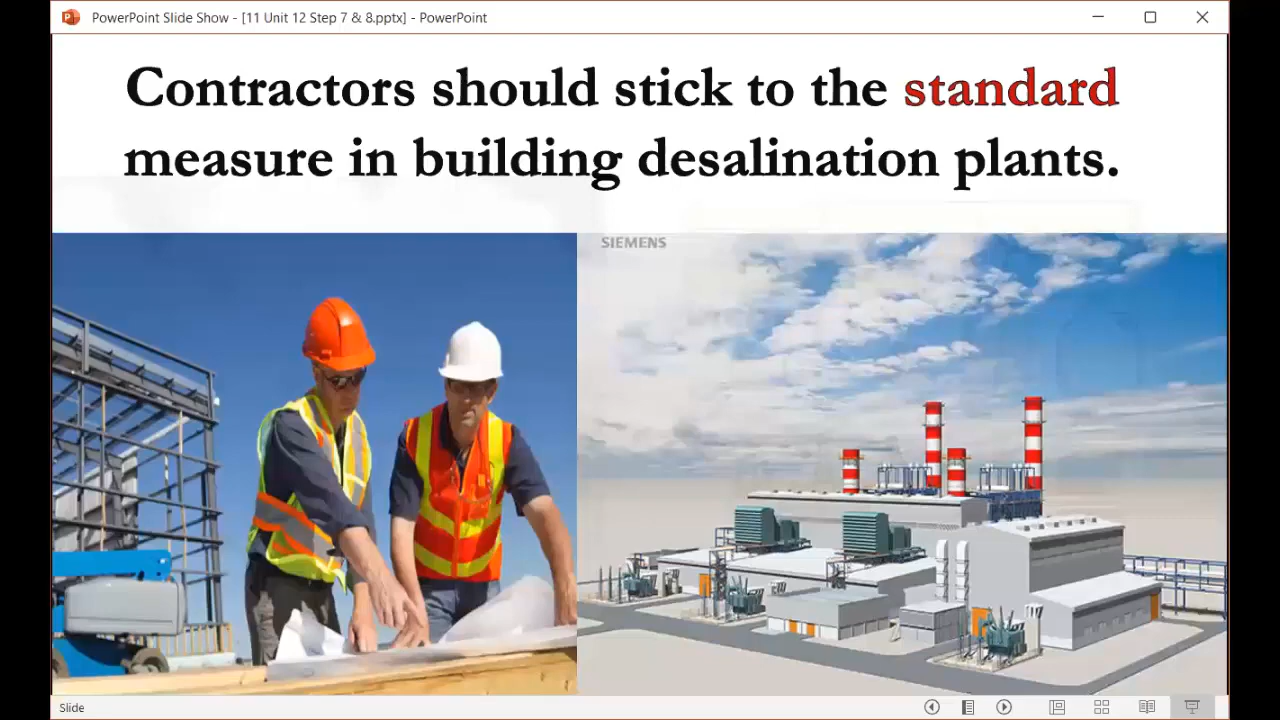 PowerPoint Slide Show - [11 Unit 12 Step 7 & 8.pptx] - PowerPoint
Contractors should stick to the standard
measure in building desalination plants.
SIEMENS
Slide